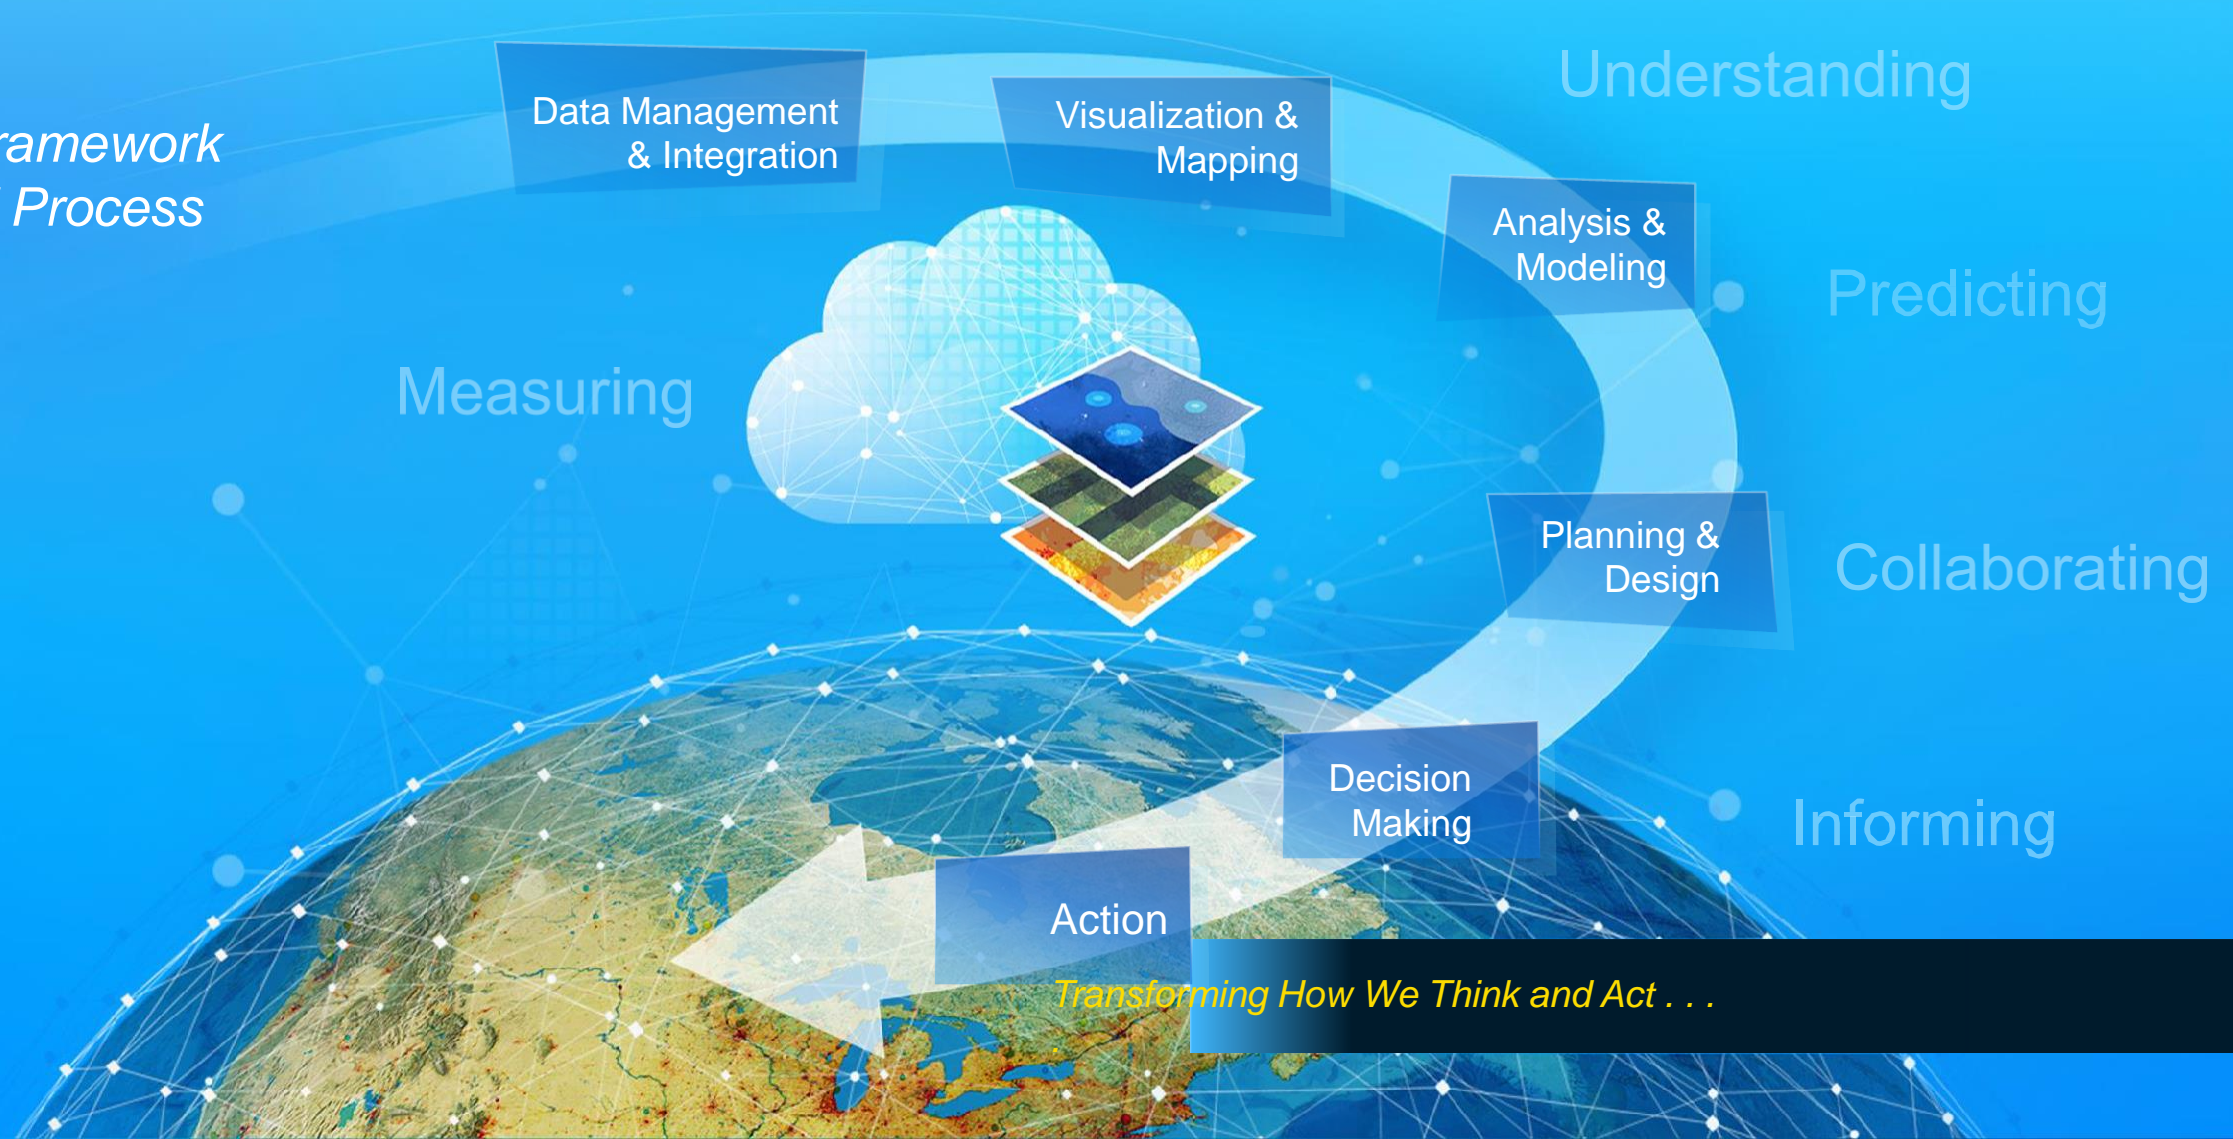 ramework
Process
Data Management
& Integration
Visualization &
Mapping
Understanding
Analysis &
Modeling
Predicting
Measuring
Planning &
Design
Collaborating
Decision
Making
Informing
Action
Transforming How We Think and Act . . .